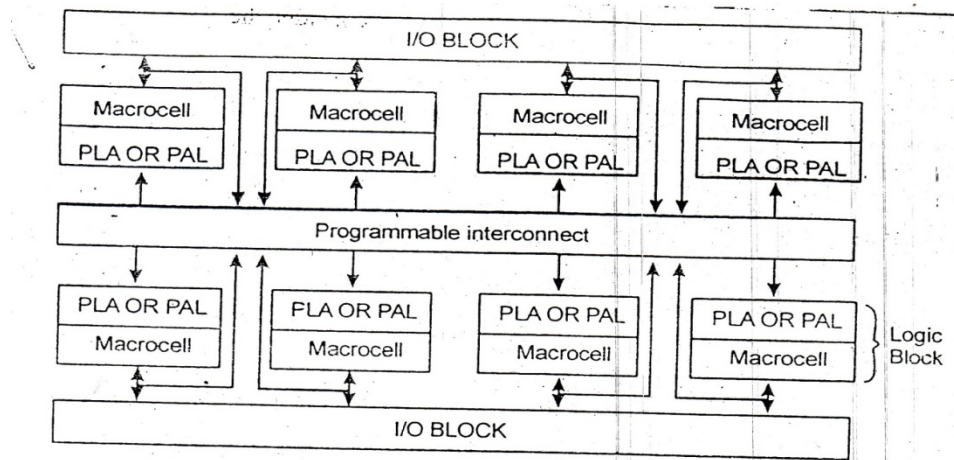 I/O BLOCK
Macrocell Macrocell Macrocell Macrocell
PLA OR PAL PLA OR PAL PLA OR PAL PLA OR PAL
Programmable interconnect
PLA OR PAL FLA OR PAL PLA OR PAL PLA OR PAL
Macrocell Macrocell Macrocell Macrocell
Logic
Block
I/O BLOCK